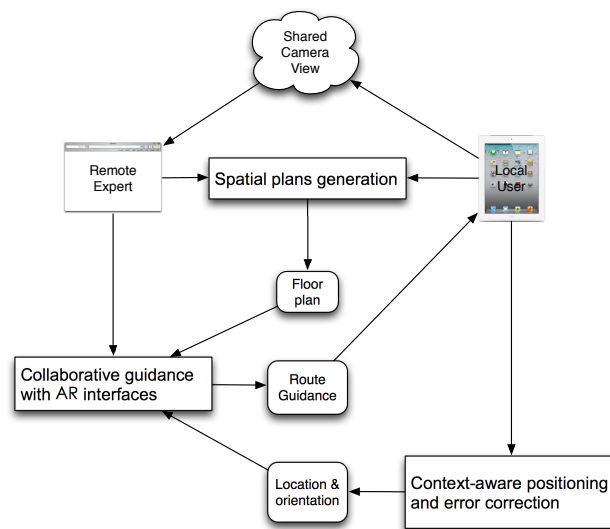 Shared
Camera
View
Remote
Expert
Spatial plans generation
Local
User
Floor
plan
Collaborative guidance
with AR interfaces
Route
Guidance
Location &
orientation
Context-aware positioning
and error correction